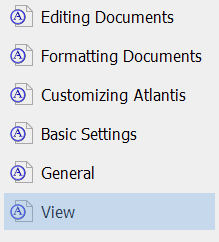 Editing Documents
Formatting Documents
Customizing Atlantis
Basic Settings
General
View